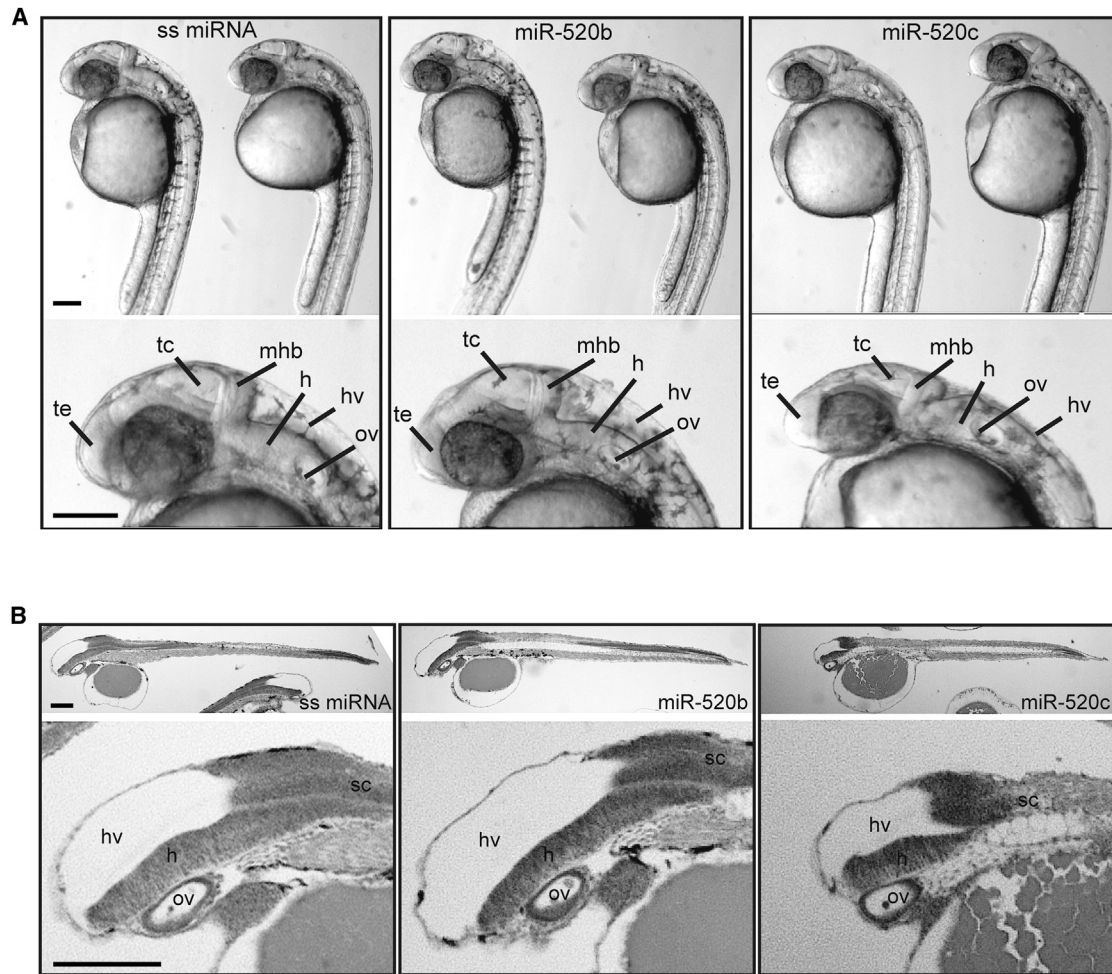 A
ss miRNA
miR-520b
miR-520c
te
tc
mhb
h
hv
ov
te
tc
mhb
h
hv
ov
te
tc
mhb
h
ov
hv
B
ss miRNA
miR-520b
miR-520c
hv
h
ov
sc
hv
h
ov
sc
hv
h
ov
sc